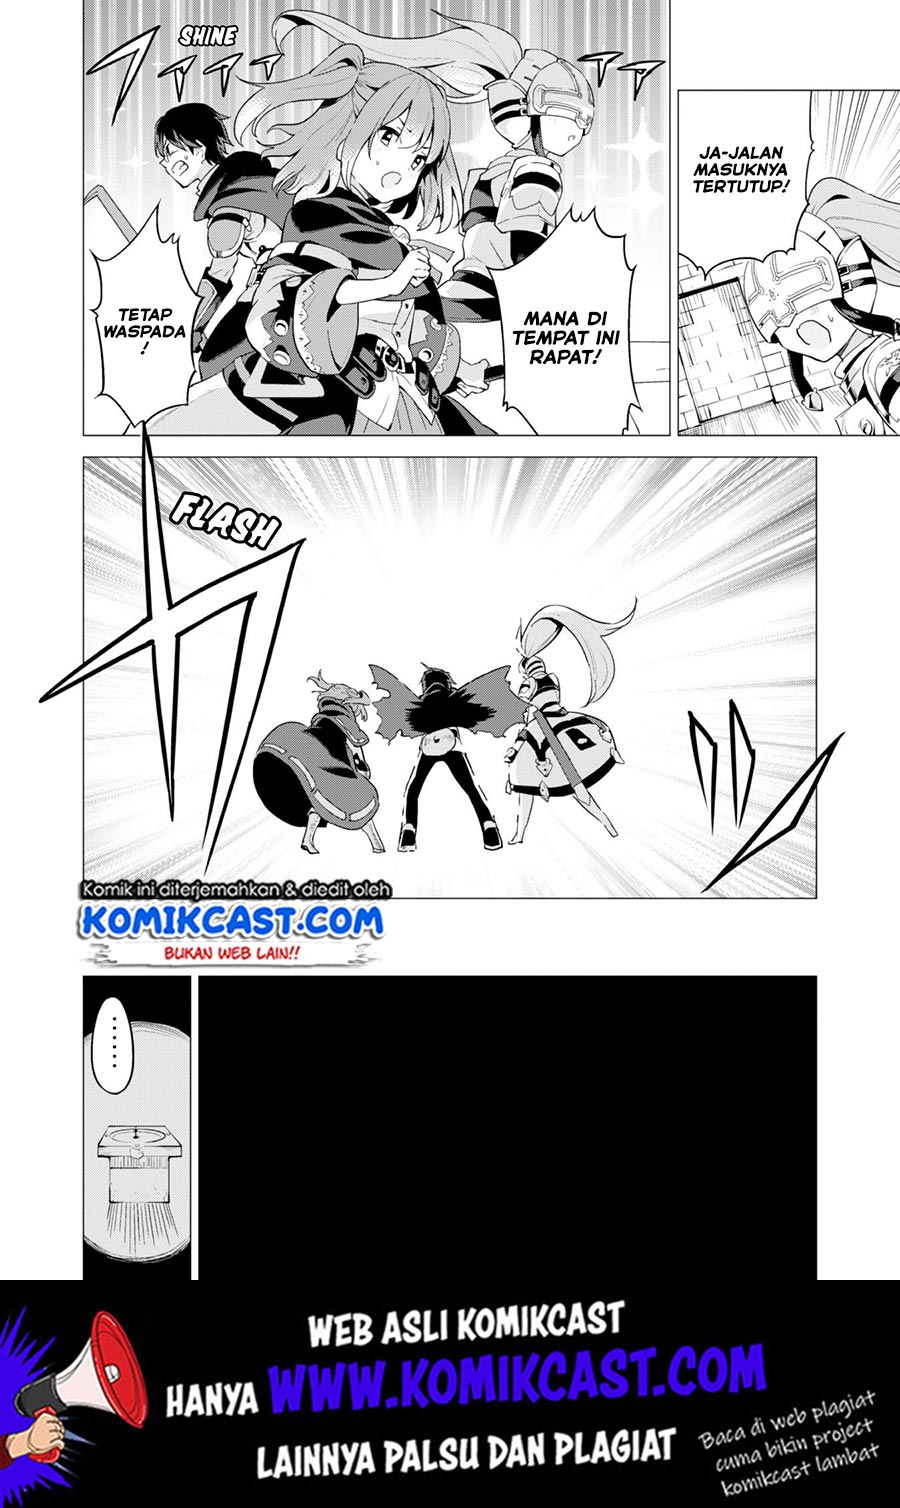 JA-JALAN
MASUKNYA
TERTUTUP!
SHINE
MANA DI
TEMPAT INI
RAPAT!
TETAP
WASPADA
!
FLASH
カッ
Komik ini diterjemahkan & diedit oleh
KOMIKCAST.COM
BUKAN WEB LAIN!!
.......
WEB ASLI KOMIKCAST
HANYA WWW.KOMIKCAST.COM
LAINNYA PALSU DAN PLAGIAT
Baca di web plagiat
cuma bikin project
komikcast lambat